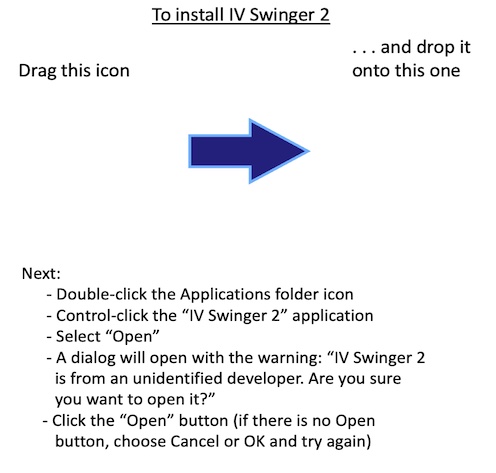 To install IV Swinger 2
. . . and drop it
Drag this icon
onto this one
Next:
- Double-click the Applications folder icon
- Control-click the “IV Swinger 2” application
- Select “Open”
- A dialog will open with the warning: “IV Swinger 2
is from an unidentified developer. Are you sure
you want to open it?”
- Click the “Open” button (if there is no Open
button, choose Cancel or OK and try again)